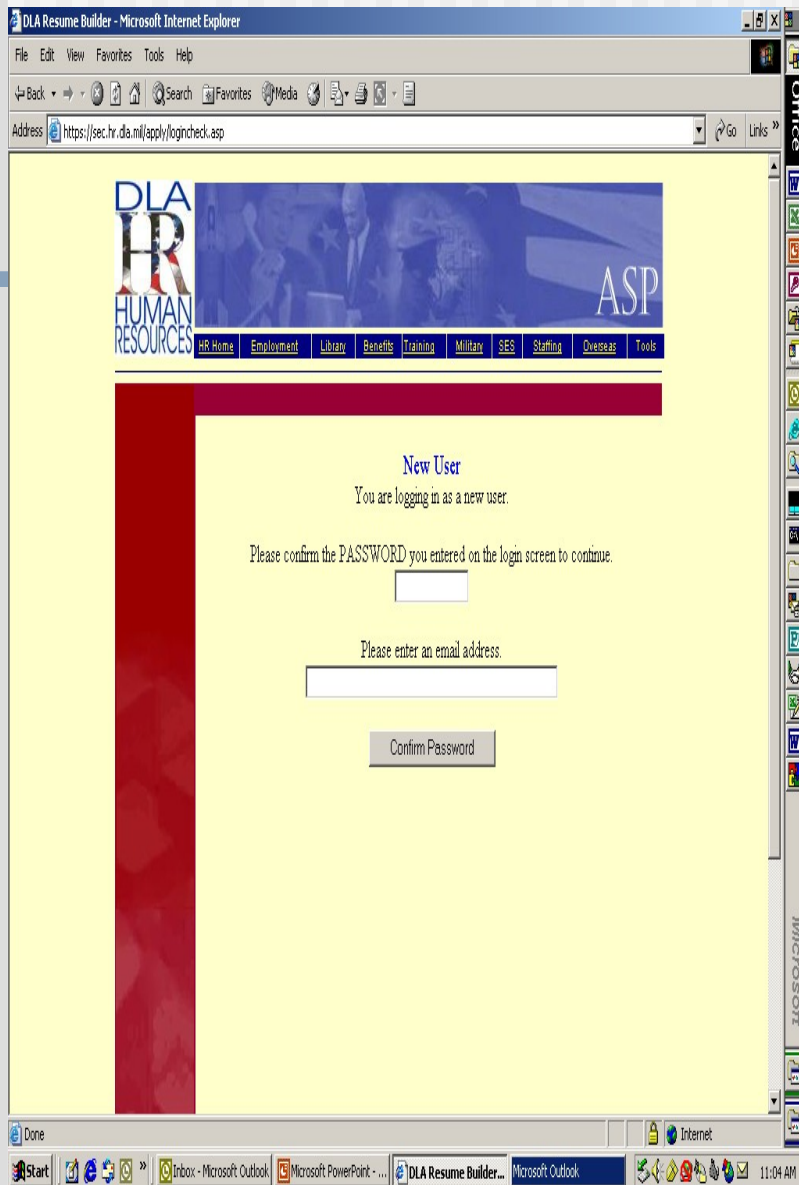 DLA Resume Builder - Microsoft Internet Explorer
File Edit View Favorites Tools Help
Back Search Favorites Media
Address https://sec.hr.dla.mil/apply/logincheck.asp Go Links »
Office
DLA
HR
HUMAN
RESOURCES
ASP
HR Home Employment Library Benefits Training Military SES Staffing Overseas Tools
New User
You are logging in as a new user.
Please confirm the PASSWORD you entered on the login screen to continue.
Please enter an email address.
Confirm Password
Microsoft
Done Internet
Start » Inbox - Microsoft Outlook Microsoft PowerPoint - ... DLA Resume Builder... Microsoft Outlook 11:04 AM